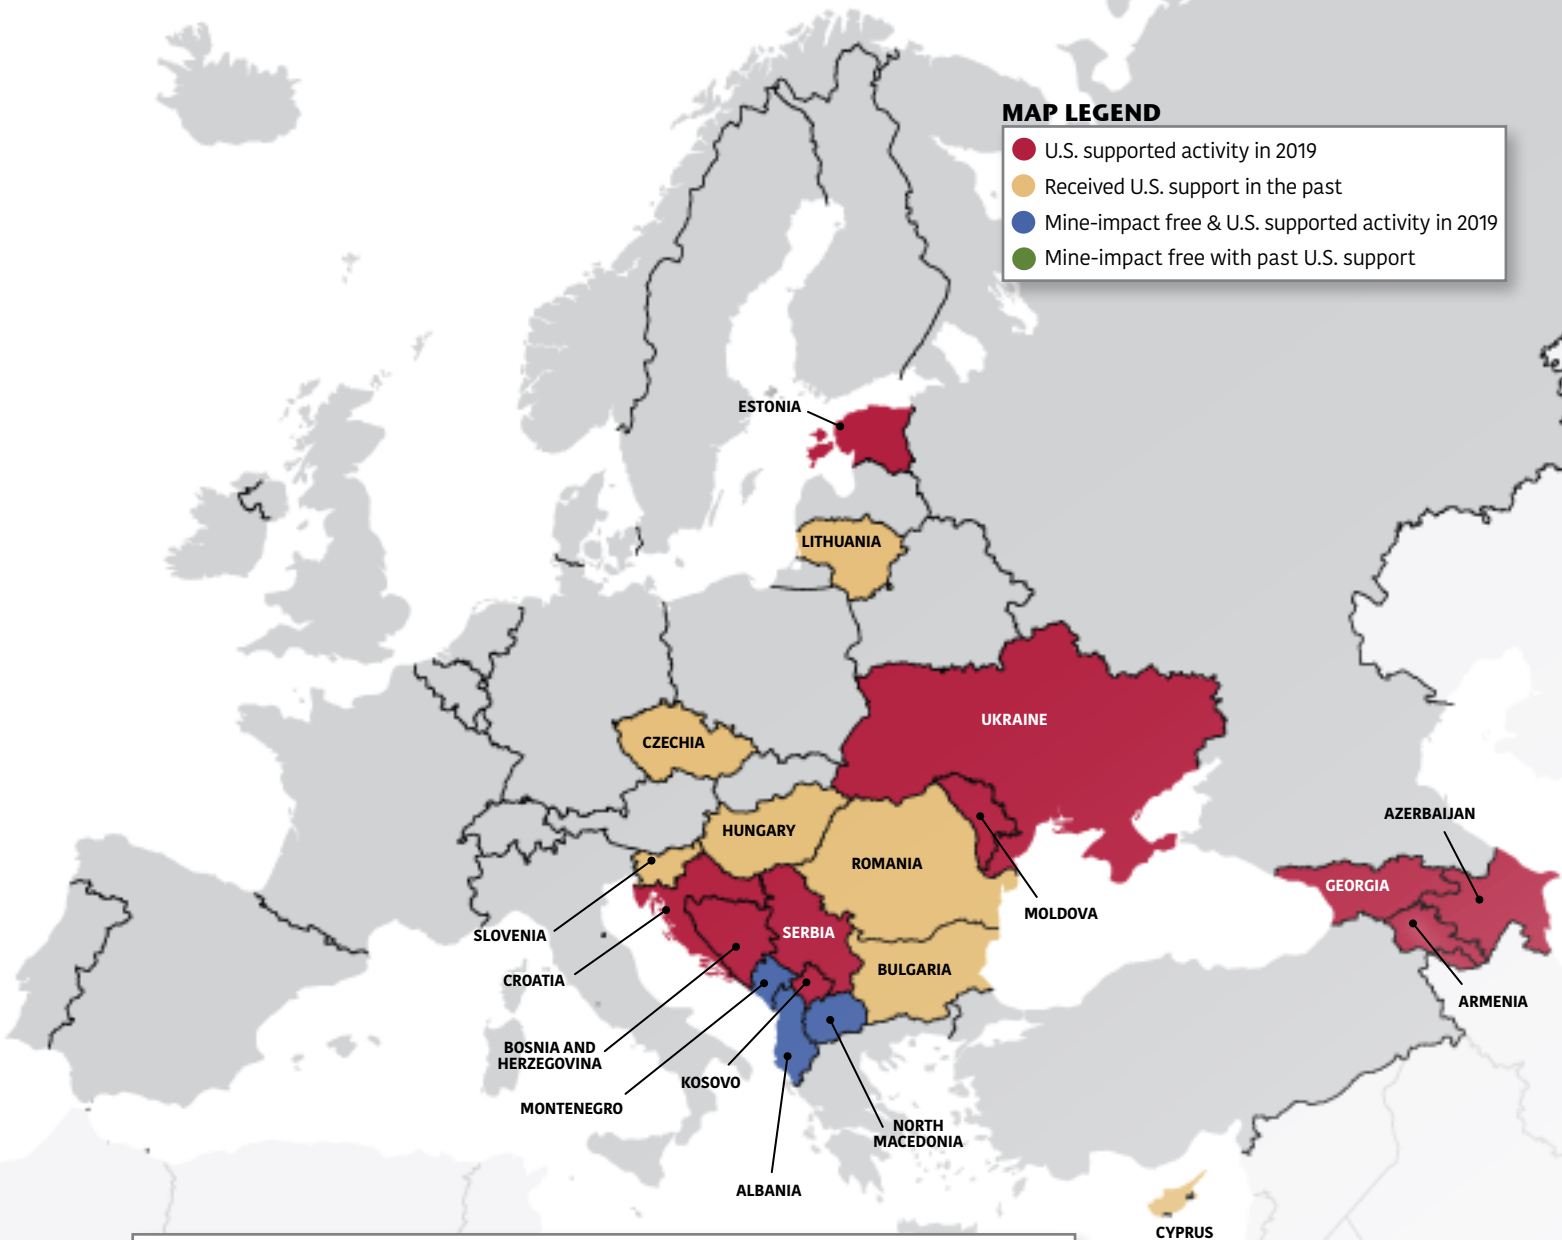 MAP LEGEND
U.S. supported activity in 2019
Received U.S. support in the past
Mine-impact free & U.S. supported activity in 2019
Mine-impact free with past U.S. support
ESTONIA
LITHUANIA
UKRAINE
CZECHIA
HUNGARY
ROMANIA
AZERBAIJAN
GEORGIA
MOLDOVA
SLOVENIA
SERBIA
BULGARIA
CROATIA
ARMENIA
BOSNIA AND
HERZEGOVINA
KOSOVO
MONTENEGRO
NORTH
MACEDONIA
ALBANIA
CYPRUS